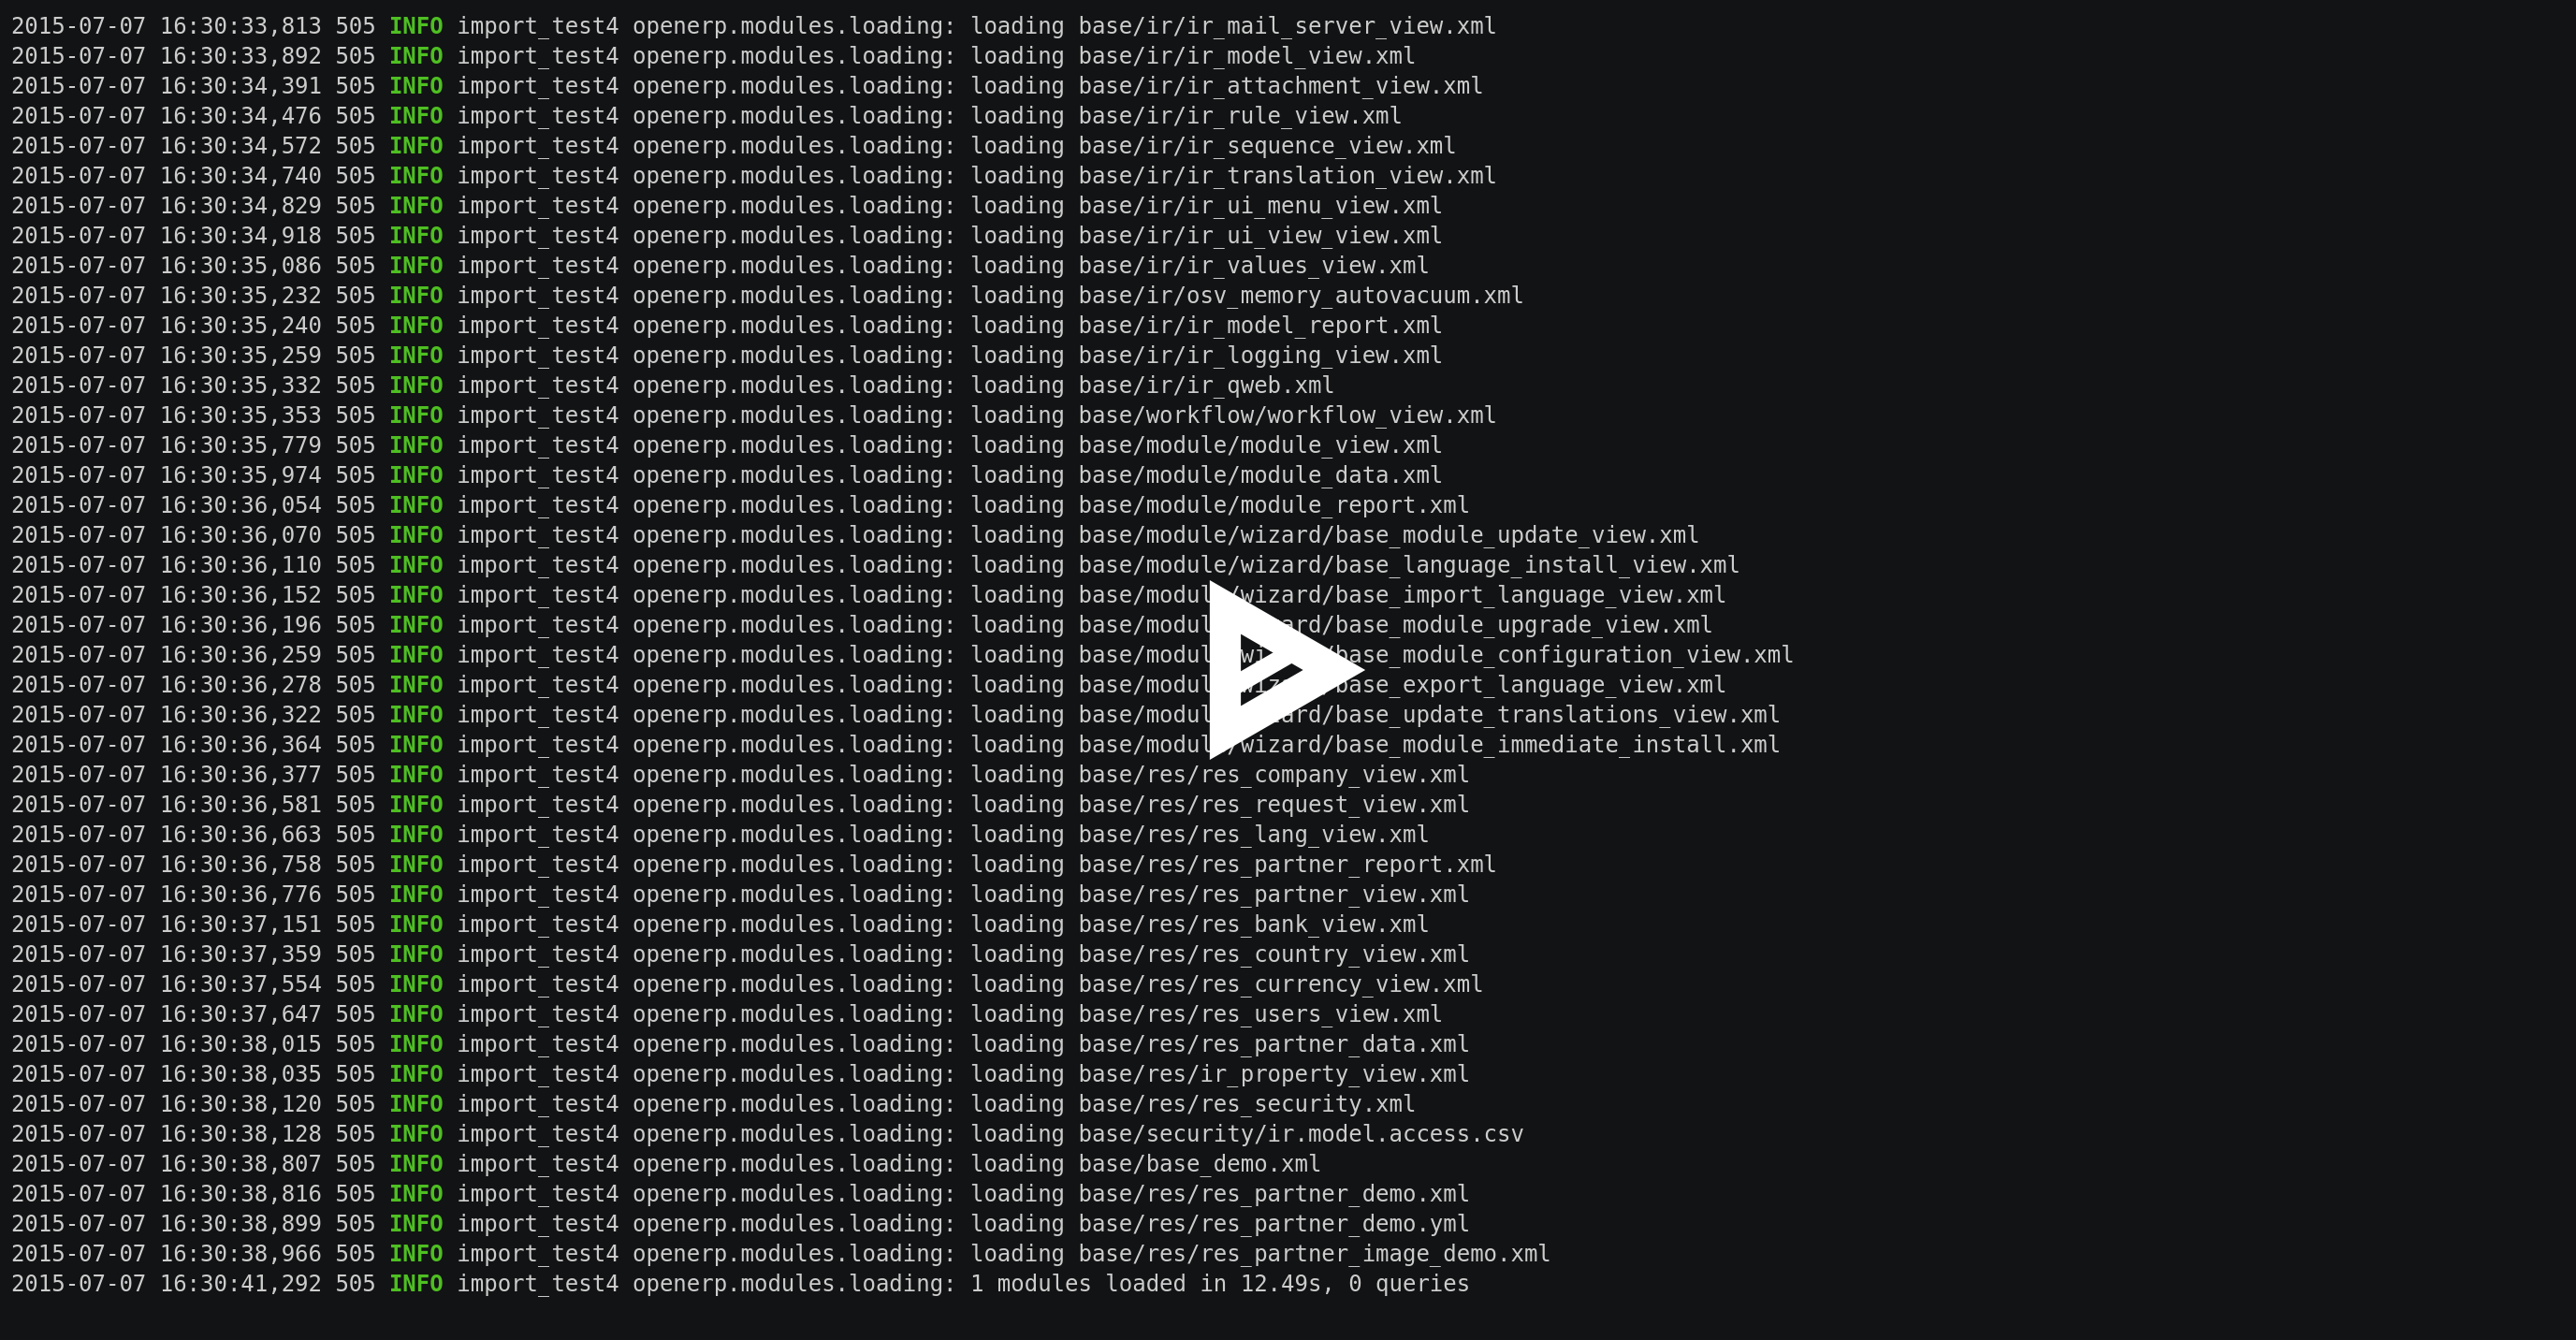 2015-07-07 16:30:33,813 505 INFO import_test4 openerp.modules.loading: loading base/ir/ir_mail_server_view.xml
2015-07-07 16:30:33,892 505 INFO import_test4 openerp.modules.loading: loading base/ir/ir_model_view.xml
2015-07-07 16:30:34,391 505 INFO import_test4 openerp.modules.loading: loading base/ir/ir_attachment_view.xml
2015-07-07 16:30:34,476 505 INFO import_test4 openerp.modules.loading: loading base/ir/ir_rule_view.xml
2015-07-07 16:30:34,572 505 INFO import_test4 openerp.modules.loading: loading base/ir/ir_sequence_view.xml
2015-07-07 16:30:34,740 505 INFO import_test4 openerp.modules.loading: loading base/ir/ir_translation_view.xml
2015-07-07 16:30:34,829 505 INFO import_test4 openerp.modules.loading: loading base/ir/ir_ui_menu_view.xml
2015-07-07 16:30:34,918 505 INFO import_test4 openerp.modules.loading: loading base/ir/ir_ui_view_view.xml
2015-07-07 16:30:35,086 505 INFO import_test4 openerp.modules.loading: loading base/ir/ir_values_view.xml
2015-07-07 16:30:35,232 505 INFO import_test4 openerp.modules.loading: loading base/ir/osv_memory_autovacuum.xml
2015-07-07 16:30:35,240 505 INFO import_test4 openerp.modules.loading: loading base/ir/ir_model_report.xml
2015-07-07 16:30:35,259 505 INFO import_test4 openerp.modules.loading: loading base/ir/ir_logging_view.xml
2015-07-07 16:30:35,332 505 INFO import_test4 openerp.modules.loading: loading base/ir/ir_qweb.xml
2015-07-07 16:30:35,353 505 INFO import_test4 openerp.modules.loading: loading base/workflow/workflow_view.xml
2015-07-07 16:30:35,779 505 INFO import_test4 openerp.modules.loading: loading base/module/module_view.xml
2015-07-07 16:30:35,974 505 INFO import_test4 openerp.modules.loading: loading base/module/module_data.xml
2015-07-07 16:30:36,054 505 INFO import_test4 openerp.modules.loading: loading base/module/module_report.xml
2015-07-07 16:30:36,070 505 INFO import_test4 openerp.modules.loading: loading base/module/wizard/base_module_update_view.xml
2015-07-07 16:30:36,110 505 INFO import_test4 openerp.modules.loading: loading base/module/wizard/base_language_install_view.xml
2015-07-07 16:30:36,152 505 INFO import_test4 openerp.modules.loading: loading base/module/wizard/base_import_language_view.xml
2015-07-07 16:30:36,196 505 INFO import_test4 openerp.modules.loading: loading base/module/wizard/base_module_upgrade_view.xml
2015-07-07 16:30:36,259 505 INFO import_test4 openerp.modules.loading: loading base/module/wizard/base_module_configuration_view.xml
2015-07-07 16:30:36,278 505 INFO import_test4 openerp.modules.loading: loading base/module/wizard/base_export_language_view.xml
2015-07-07 16:30:36,322 505 INFO import_test4 openerp.modules.loading: loading base/module/wizard/base_update_translations_view.xml
2015-07-07 16:30:36,364 505 INFO import_test4 openerp.modules.loading: loading base/module/wizard/base_module_immediate_install.xml
2015-07-07 16:30:36,377 505 INFO import_test4 openerp.modules.loading: loading base/res/res_company_view.xml
2015-07-07 16:30:36,581 505 INFO import_test4 openerp.modules.loading: loading base/res/res_request_view.xml
2015-07-07 16:30:36,663 505 INFO import_test4 openerp.modules.loading: loading base/res/res_lang_view.xml
2015-07-07 16:30:36,758 505 INFO import_test4 openerp.modules.loading: loading base/res/res_partner_report.xml
2015-07-07 16:30:36,776 505 INFO import_test4 openerp.modules.loading: loading base/res/res_partner_view.xml
2015-07-07 16:30:37,151 505 INFO import_test4 openerp.modules.loading: loading base/res/res_bank_view.xml
2015-07-07 16:30:37,359 505 INFO import_test4 openerp.modules.loading: loading base/res/res_country_view.xml
2015-07-07 16:30:37,554 505 INFO import_test4 openerp.modules.loading: loading base/res/res_currency_view.xml
2015-07-07 16:30:37,647 505 INFO import_test4 openerp.modules.loading: loading base/res/res_users_view.xml
2015-07-07 16:30:38,015 505 INFO import_test4 openerp.modules.loading: loading base/res/res_partner_data.xml
2015-07-07 16:30:38,035 505 INFO import_test4 openerp.modules.loading: loading base/res/ir_property_view.xml
2015-07-07 16:30:38,120 505 INFO import_test4 openerp.modules.loading: loading base/res/res_security.xml
2015-07-07 16:30:38,128 505 INFO import_test4 openerp.modules.loading: loading base/security/ir.model.access.csv
2015-07-07 16:30:38,807 505 INFO import_test4 openerp.modules.loading: loading base/base_demo.xml
2015-07-07 16:30:38,816 505 INFO import_test4 openerp.modules.loading: loading base/res/res_partner_demo.xml
2015-07-07 16:30:38,899 505 INFO import_test4 openerp.modules.loading: loading base/res/res_partner_demo.yml
2015-07-07 16:30:38,966 505 INFO import_test4 openerp.modules.loading: loading base/res/res_partner_image_demo.xml
2015-07-07 16:30:41,292 505 INFO import_test4 openerp.modules.loading: 1 modules loaded in 12.49s, 0 queries